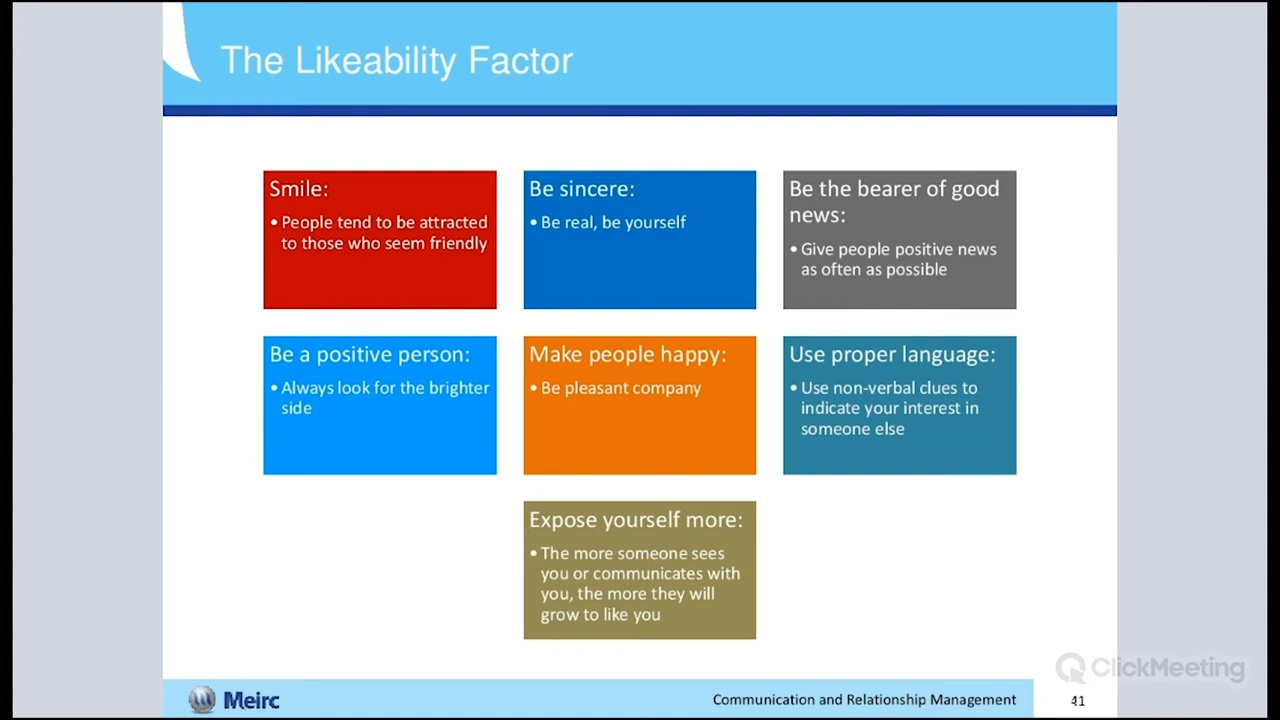 The Likeability Factor
Smile:
• People tend to be attracted
to those who seem friendly
Be sincere:
• Be real, be yourself
Be the bearer of good
news:
• Give people positive news
as often as possible
Be a positive person:
• Always look for the brighter
side
Make people happy:
• Be pleasant company
Use proper language:
• Use non-verbal clues to
indicate your interest in
someone else
Expose yourself more:
• The more someone sees
you or communicates with
you, the more they will
grow to like you
ClickMeeting
Meirc
Communication and Relationship Management
41